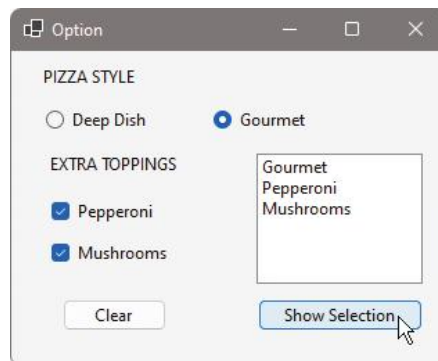 Option
PIZZA STYLE
Deep Dish Gourmet
EXTRA TOPPINGS
Pepperoni
Mushrooms
Gourmet
Pepperoni
Mushrooms
Clear Show Selection